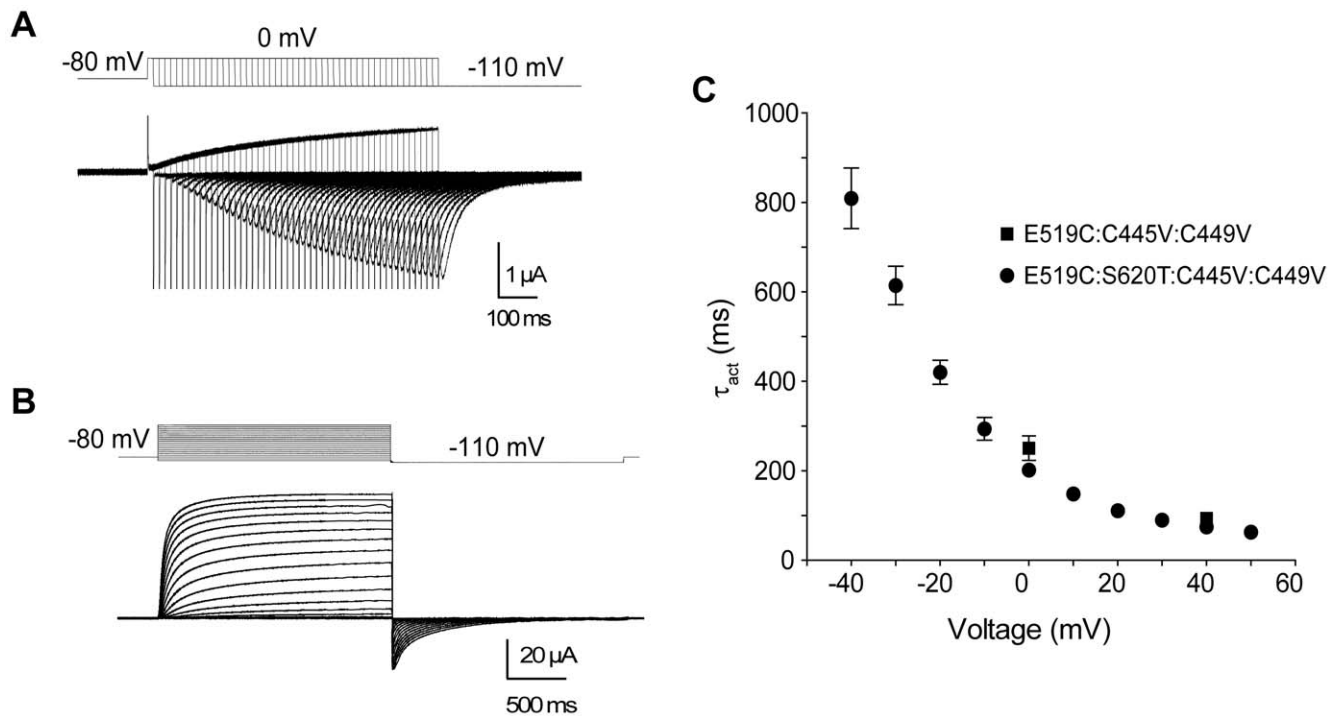 A
0 mV
-80 mV
-110 mV
1 µA
100 ms
B
-80 mV
-110 mV
20 µA
500 ms
C
1000
800
600
400
200
0
τact (ms)
E519C:C445V:C449V
E519C:S620T:C445V:C449V
-40
-20
0
20
40
60
Voltage (mV)